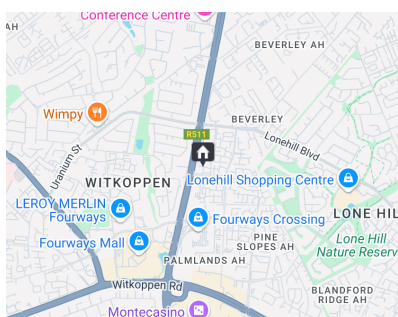 Conference Centre
AH
BEVERLEY AH
Wimpy
BEVERLEY
R511
Lonehill Blvd
Uranium St
WITKOPPEN
Lonehill Shopping Centre
LEROY MERLIN
Fourways
Fourways Crossing
LONE HIL
Fourways Mall
PINE
SLOPES AH
Lone Hill
Nature Reserv
PALMLANDS AH
Witkoppen Rd
BLANDFORD
RIDGE AH
Montecasino